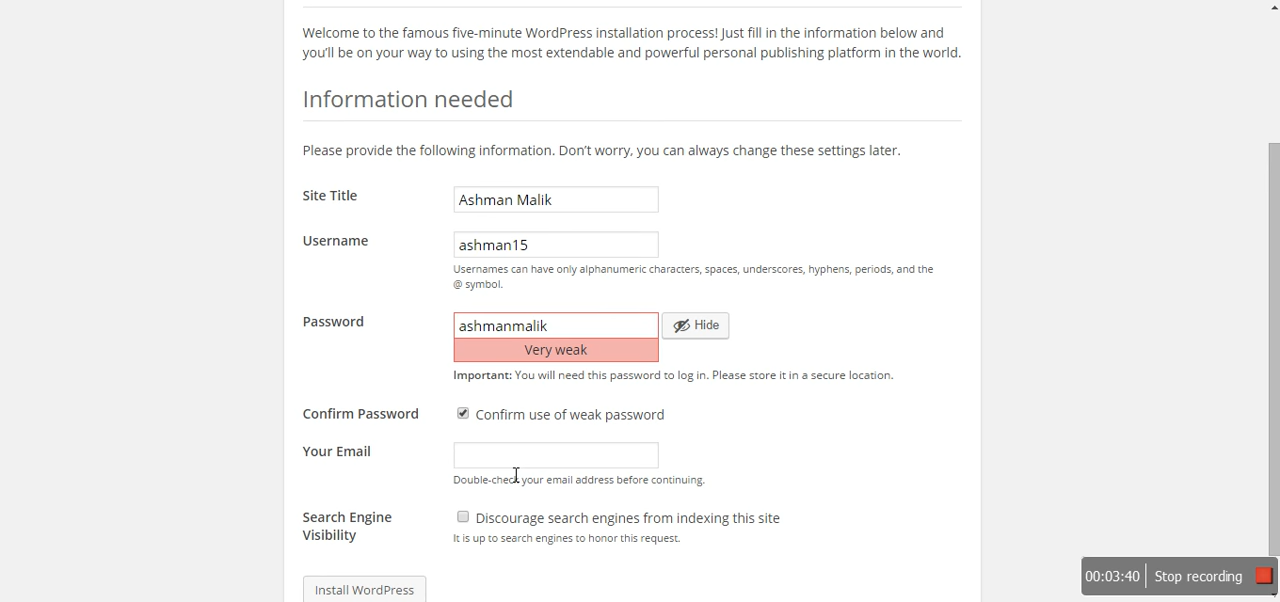 Welcome to the famous five-minute WordPress installation process! Just fill in the information below and
you'll be on your way to using the most extendable and powerful personal publishing platform in the world.
Information needed
Please provide the following information. Don't worry, you can always change these settings later.
Site Title
Ashman Malik
Username
ashman15
Usernames can have only alphanumeric characters, spaces, underscores, hyphens, periods, and the
@ symbol.
Password
ashmanmalik
Hide
Very weak
Important: You will need this password to log in. Please store it in a secure location.
Confirm Password
Confirm use of weak password
Your Email
Double-check your email address before continuing.
Search Engine
Visibility
Discourage search engines from indexing this site
It is up to search engines to honor this request.
Install WordPress
00:03:40
Stop recording